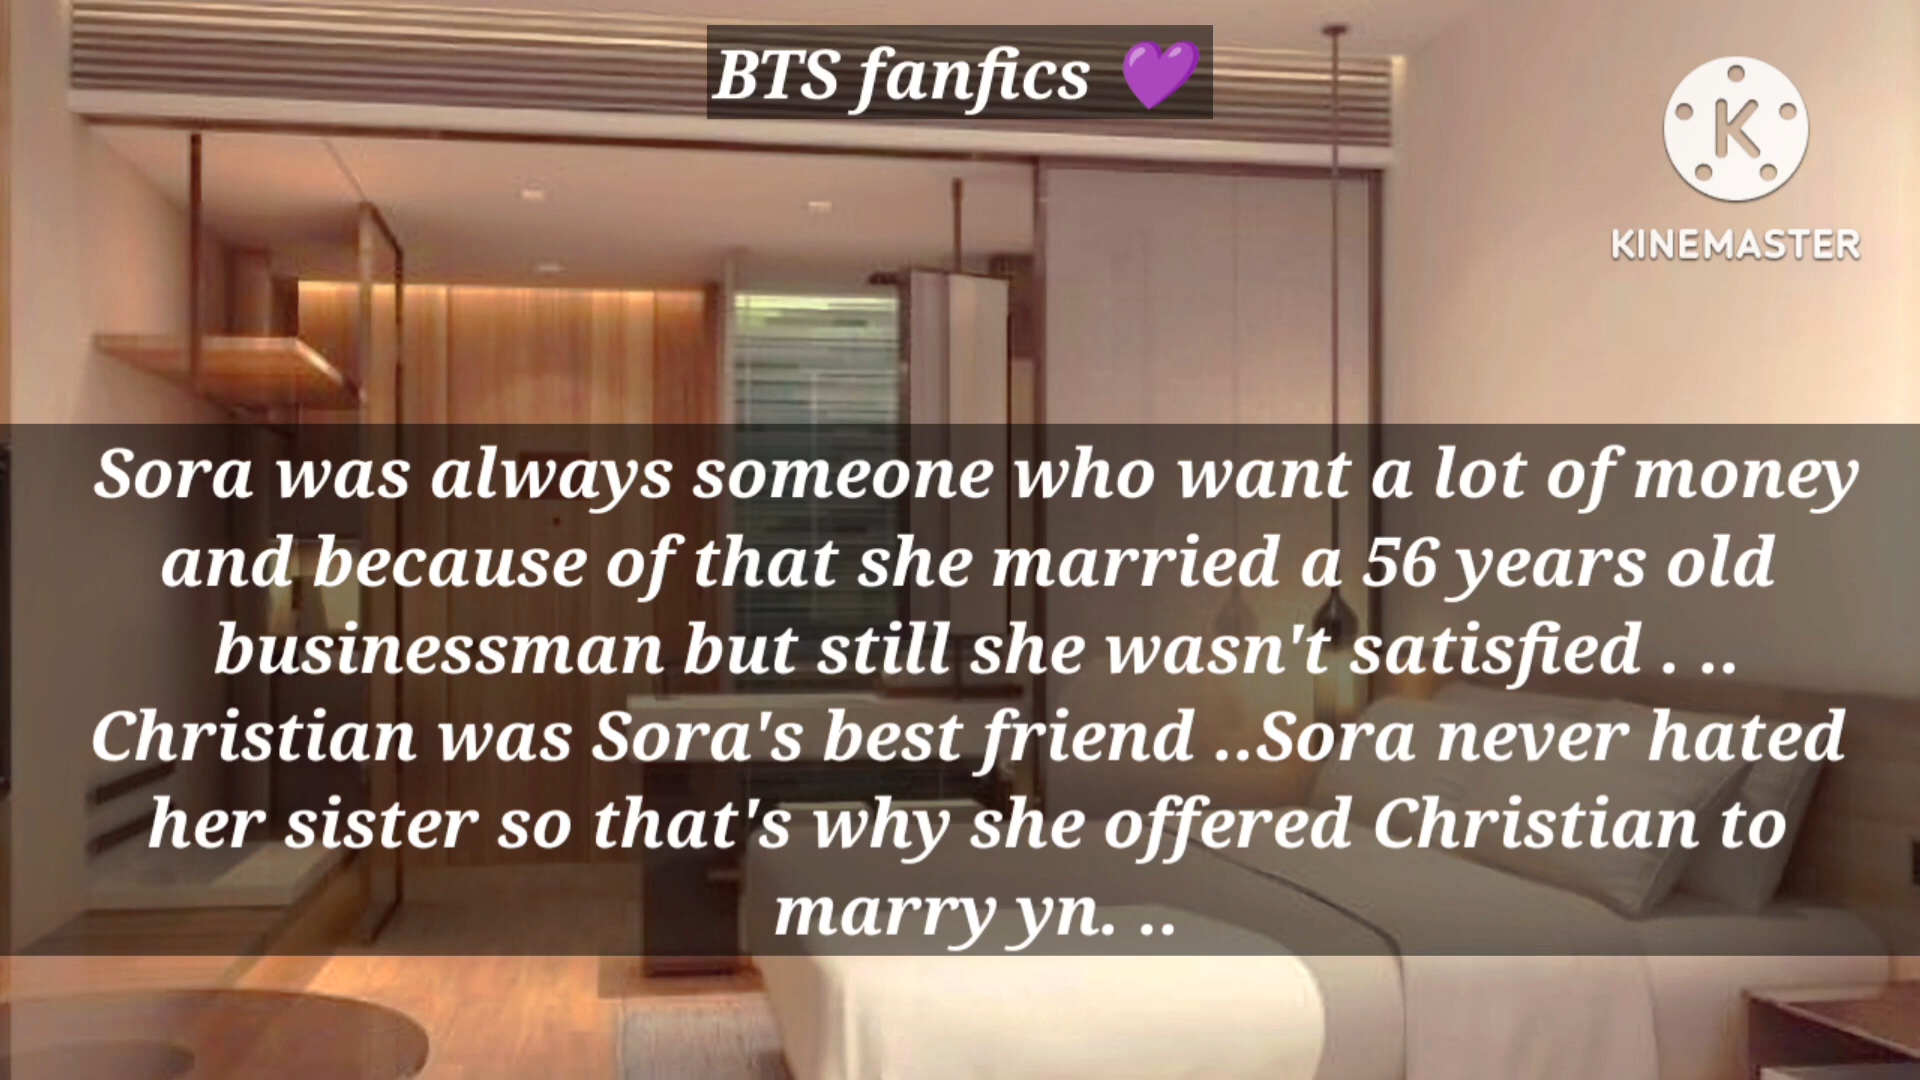 BTS fanfics 💜
K
KINEMASTER
Sora was always someone who want a lot of money
and because of that she married a 56 years old
businessman but still she wasn't satisfied . ..
Christian was Sora's best friend ..Sora never hated
her sister so that's why she offered Christian to
marry yn. ..